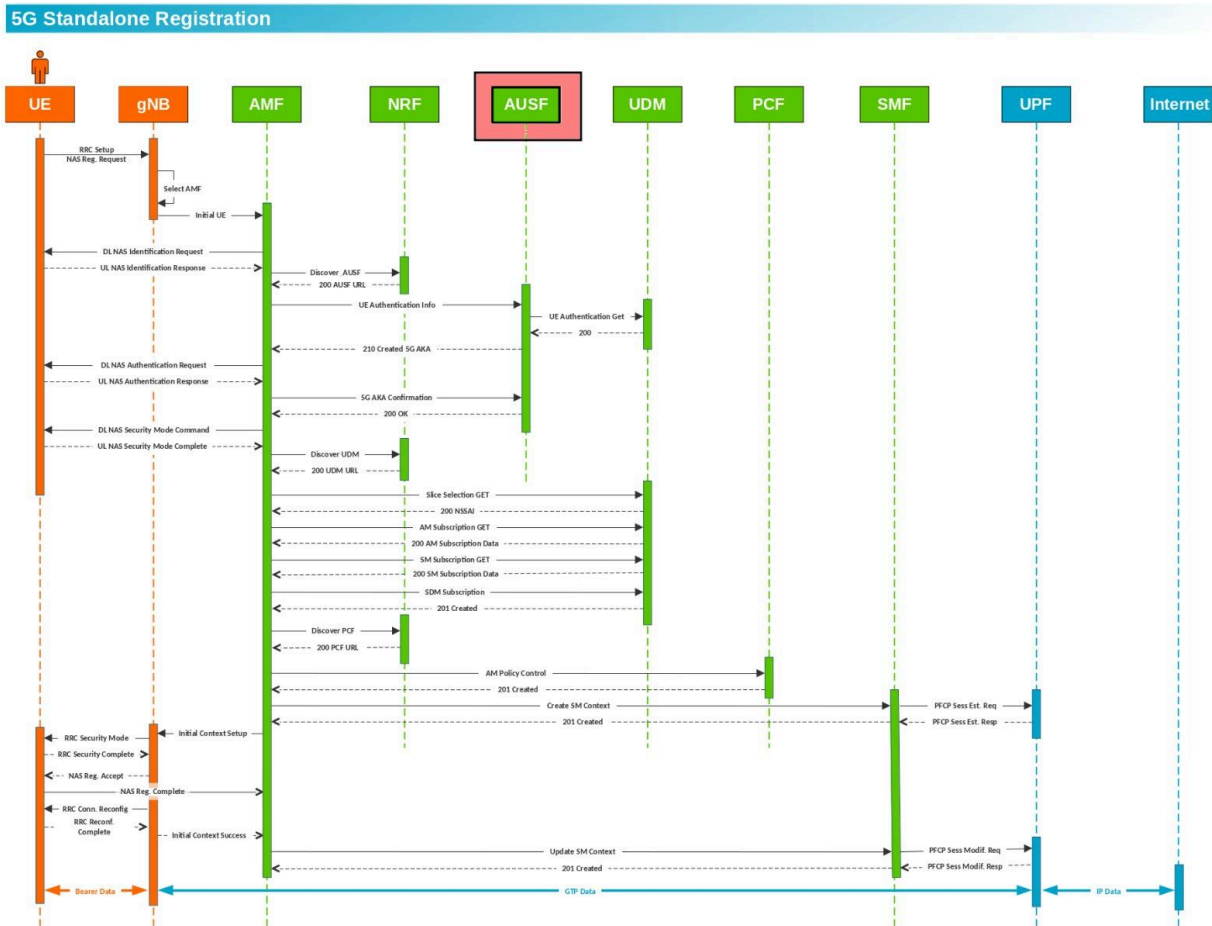 5G Standalone Registration
UE
gNB
AMF
NRF
AUSF
UDM
PCF
SMF
UPF
Internet
RRC Setup
NAS Reg. Request
Select AMF
Initial UE
DL NAS Identification Request
UL NAS Identification Response
Discover_AUSF
200 AUSF URL
UE Authentication Info
UE Authentication Get
200
210 Created 5G AKA
DL NAS Authentication Request
UL NAS Authentication Response
5G AKA Confirmation
200 OK
DL NAS Security Mode Command
UL NAS Security Mode Complete
Discover UDM
200 UDM URL
Slice Selection GET
200 NSSAI
AM Subscription GET
200 AM Subscription Data
SM Subscription GET
200 SM Subscription Data
SDM Subscription
201 Created
Discover PCF
200 PCF URL
AM Policy Control
201 Created
Create SM Context
PFCP Sess Est. Req
201 Created
PFCP Sess Est. Resp
Initial Context Setup
RRC Security Mode
RRC Security Complete
NAS Reg. Accept
NAS Reg. Complete
RRC Conn. Reconfig
RRC Reconf.
Complete
Initial Context Success
Update SM Context
PFCP Sess Modif. Req
201 Created
PFCP Sess Modif. Resp
Bearer Data
GTP Data
IP Data